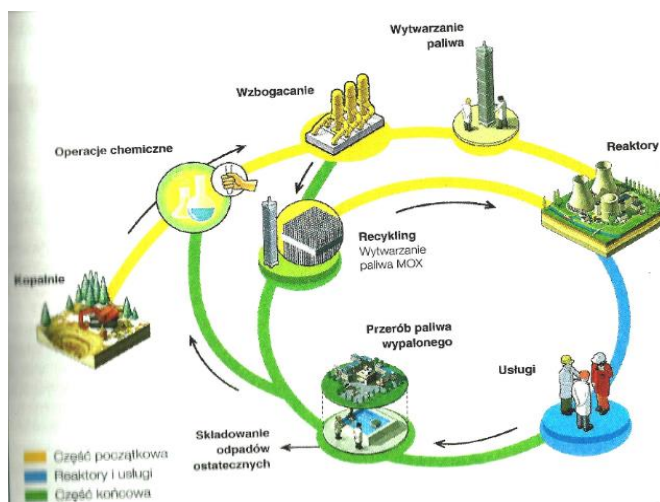 Wytwarzanie
paliwa
Wzbogacanie
Operacje chemiczne
Reaktory
Recykling
Wytwarzanie
paliwa MOX
Kopalnie
Przerób paliwa
wypalonego
Usługi
Składowanie
odpadów
ostatecznych
Część początkowa
Reaktory i usługi
Część końcowa